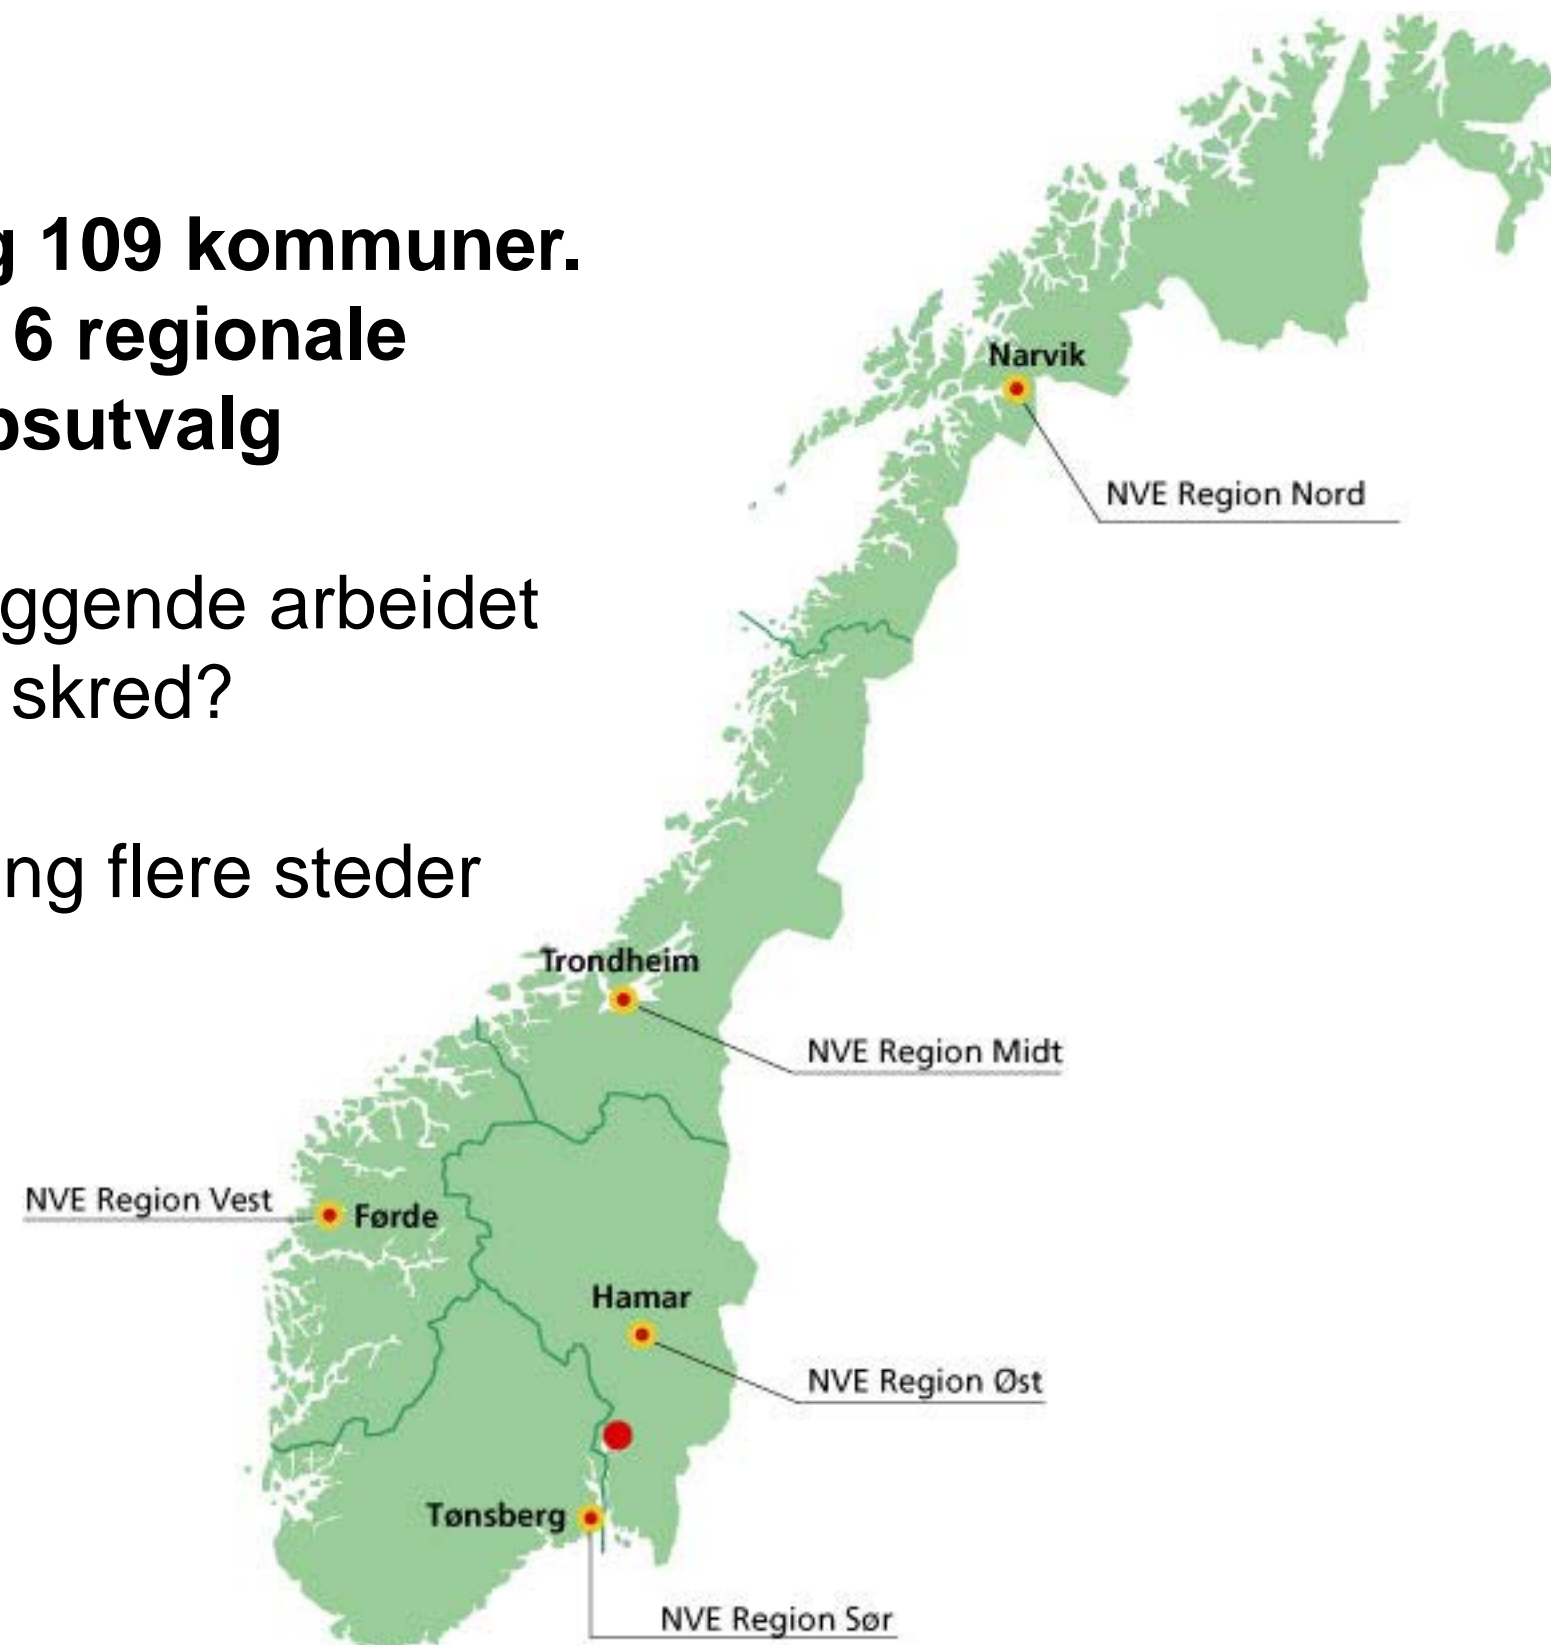 g 109 kommuner.
6 regionale
psutvalg
ggende arbeidet
skred?
ng flere steder
Narvik
NVE Region Nord
Trondheim
NVE Region Midt
NVE Region Vest
Førde
Hamar
NVE Region Øst
Tønsberg
NVE Region Sør